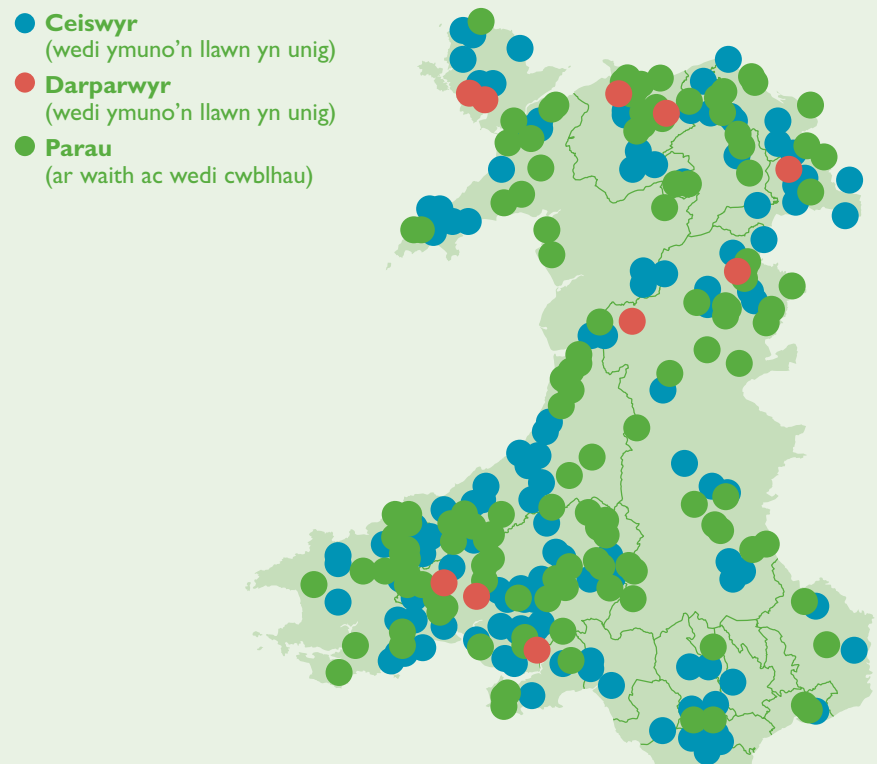 Ceiswyr
(wedi ymuno’n llawn yn unig)
Darparwyr
(wedi ymuno’n llawn yn unig)
Parau
(ar waith ac wedi cwblhau)